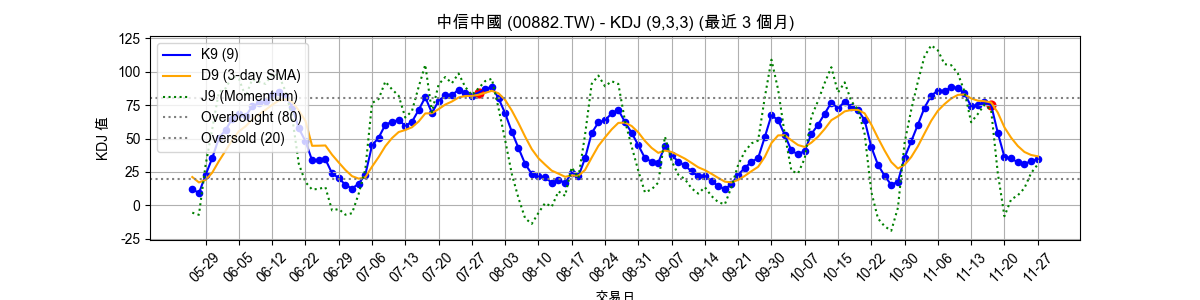 中信中國 (00882.TW) - KDJ (9,3,3) (最近 3 個月)
KDJ 值
125
100
75
50
25
0
-25
K9 (9)
D9 (3-day SMA)
J9 (Momentum)
Overbought (80)
Oversold (20)
05-29 06-05 06-12 06-22 06-29 07-06 07-13 07-20 07-27 08-03 08-10 08-17 08-24 08-31 09-07 09-14 09-21 09-30 10-07 10-15 10-22 10-30 11-06 11-13 11-20 11-27
交易日